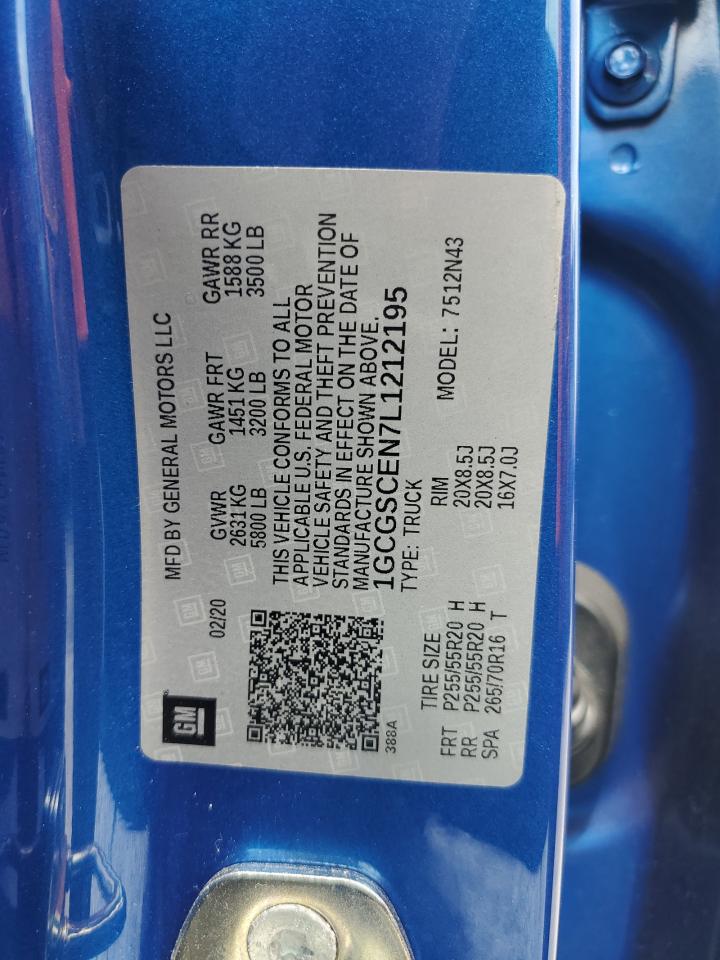 GM
MFD BY GENERAL MOTORS LLC
02/20
GVWR GAWR FRT GAWR RR
2631 KG 1451 KG 1588 KG
5800 LB 3200 LB 3500 LB
THIS VEHICLE CONFORMS TO ALL
APPLICABLE U.S. FEDERAL MOTOR
VEHICLE SAFETY AND THEFT PREVENTION
STANDARDS IN EFFECT ON THE DATE OF
MANUFACTURE SHOWN ABOVE.
1GCGSCEN7L1212195
388A
TYPE: TRUCK
TIRE SIZE RIM MODEL: 7512N43
FRT P255/55R20 H 20X8.5J
RR P255/55R20 H 20X8.5J
SPA 265/70R16 T 16X7.0J